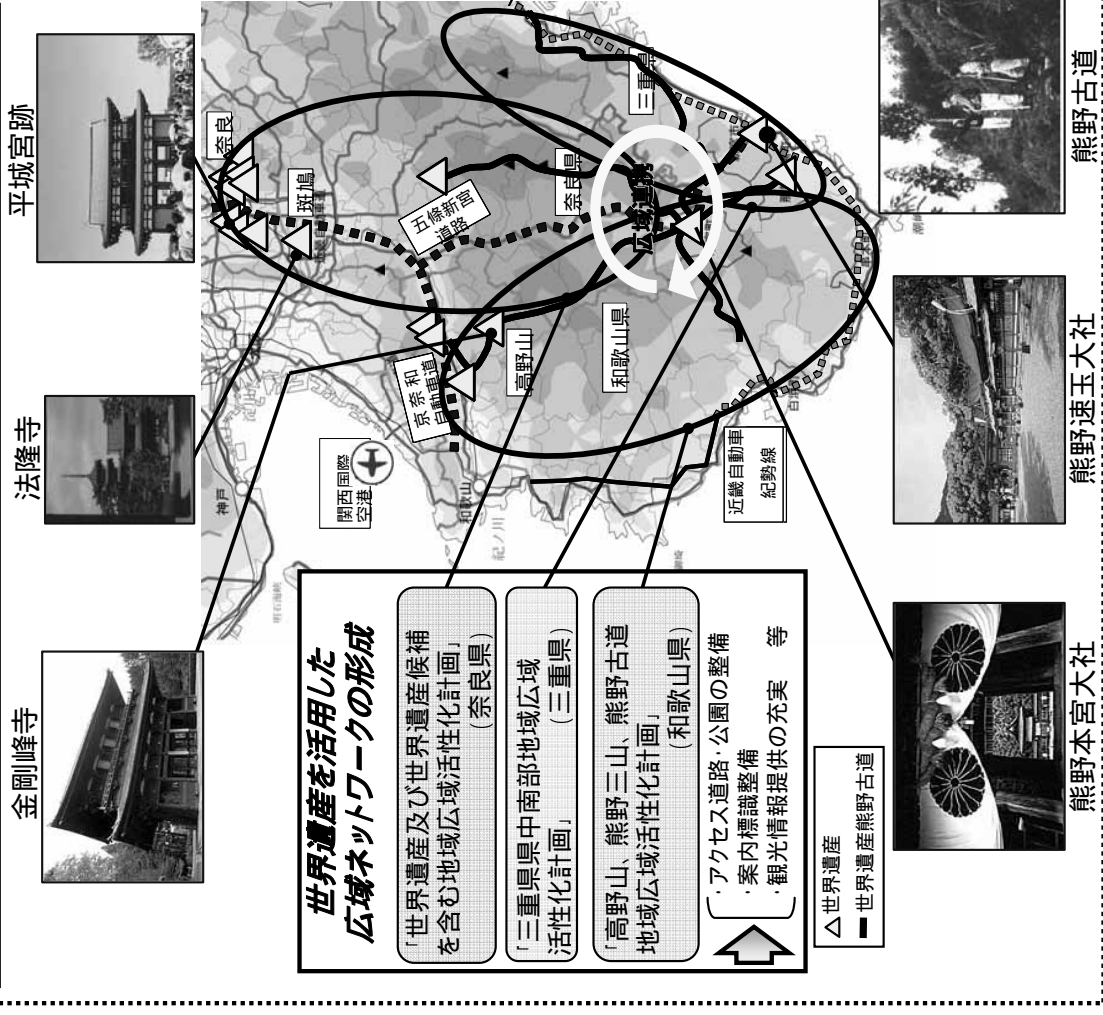 金剛峰寺
法隆寺
平城宮跡
世界遺産を活用した
広域ネットワークの形成
「世界遺産及び世界遺産候補
を含む地域広域活性化計画」
(奈良県)
「三重県県中南部地域広域
活性化計画」 (三重県)
「高野山、熊野三山、熊野古道
地域広域活性化計画」
(和歌山県)
・アクセス道路・公園の整備
・案内標識整備
・観光情報提供の充実 等
△世界遺産
世界遺産熊野古道
神戸
関西国際
空港
和歌山
紀ノ川
京奈和
自動車道
高野山
和歌山県
近畿自動車
紀勢線
奈良
斑鳩
五條新宮
道路
奈良県
広域連携
三重県
熊野本宮大社
熊野速玉大社
熊野古道